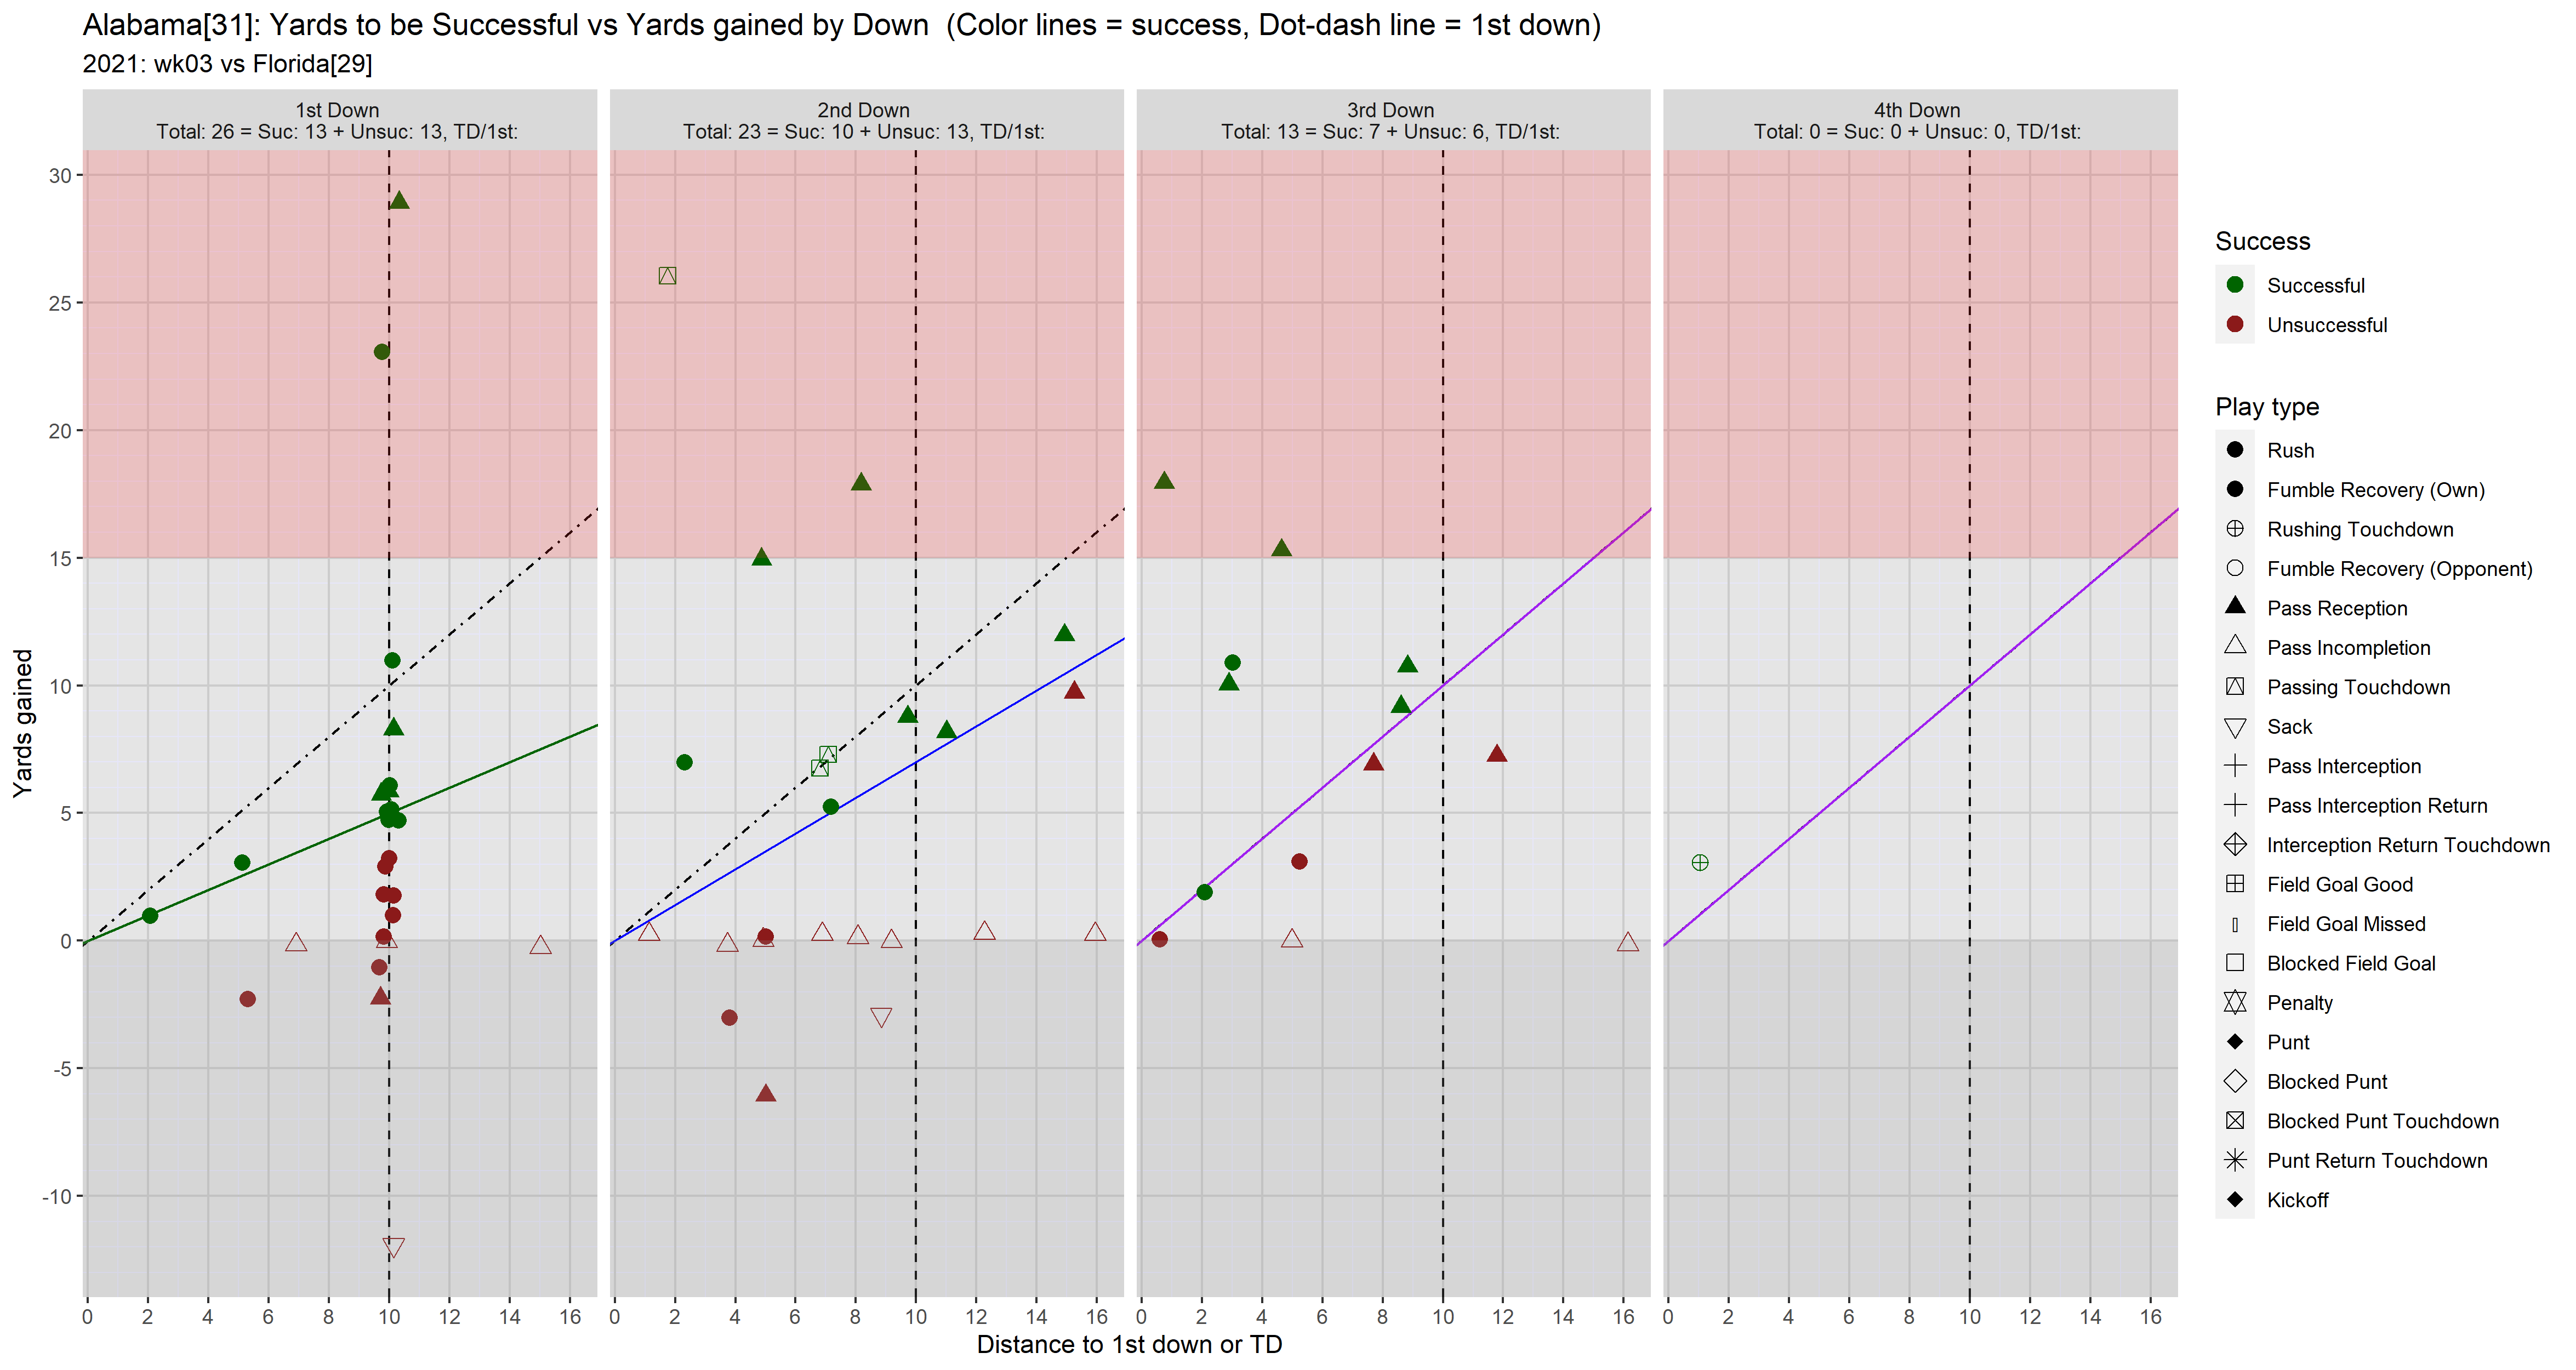 Alabama[31]: Yards to be Successful vs Yards gained by Down  (Color lines = success, Dot-dash line = 1st down)
2021: wk03 vs Florida[29]
1st Down
Total: 26 = Suc: 13 + Unsuc: 13, TD/1st:
2nd Down
Total: 23 = Suc: 10 + Unsuc: 13, TD/1st:
3rd Down
Total: 13 = Suc: 7 + Unsuc: 6, TD/1st:
4th Down
Total: 0 = Suc: 0 + Unsuc: 0, TD/1st:
Yards gained
30
25
20
15
10
5
0
-5
-10
0 2 4 6 8 10 12 14 16
0 2 4 6 8 10 12 14 16
0 2 4 6 8 10 12 14 16
0 2 4 6 8 10 12 14 16
Distance to 1st down or TD
Success
Successful
Unsuccessful
Play type
Rush
Fumble Recovery (Own)
Rushing Touchdown
Fumble Recovery (Opponent)
Pass Reception
Pass Incompletion
Passing Touchdown
Sack
Pass Interception
Pass Interception Return
Interception Return Touchdown
Field Goal Good
Field Goal Missed
Blocked Field Goal
Penalty
Punt
Blocked Punt
Blocked Punt Touchdown
Punt Return Touchdown
Kickoff